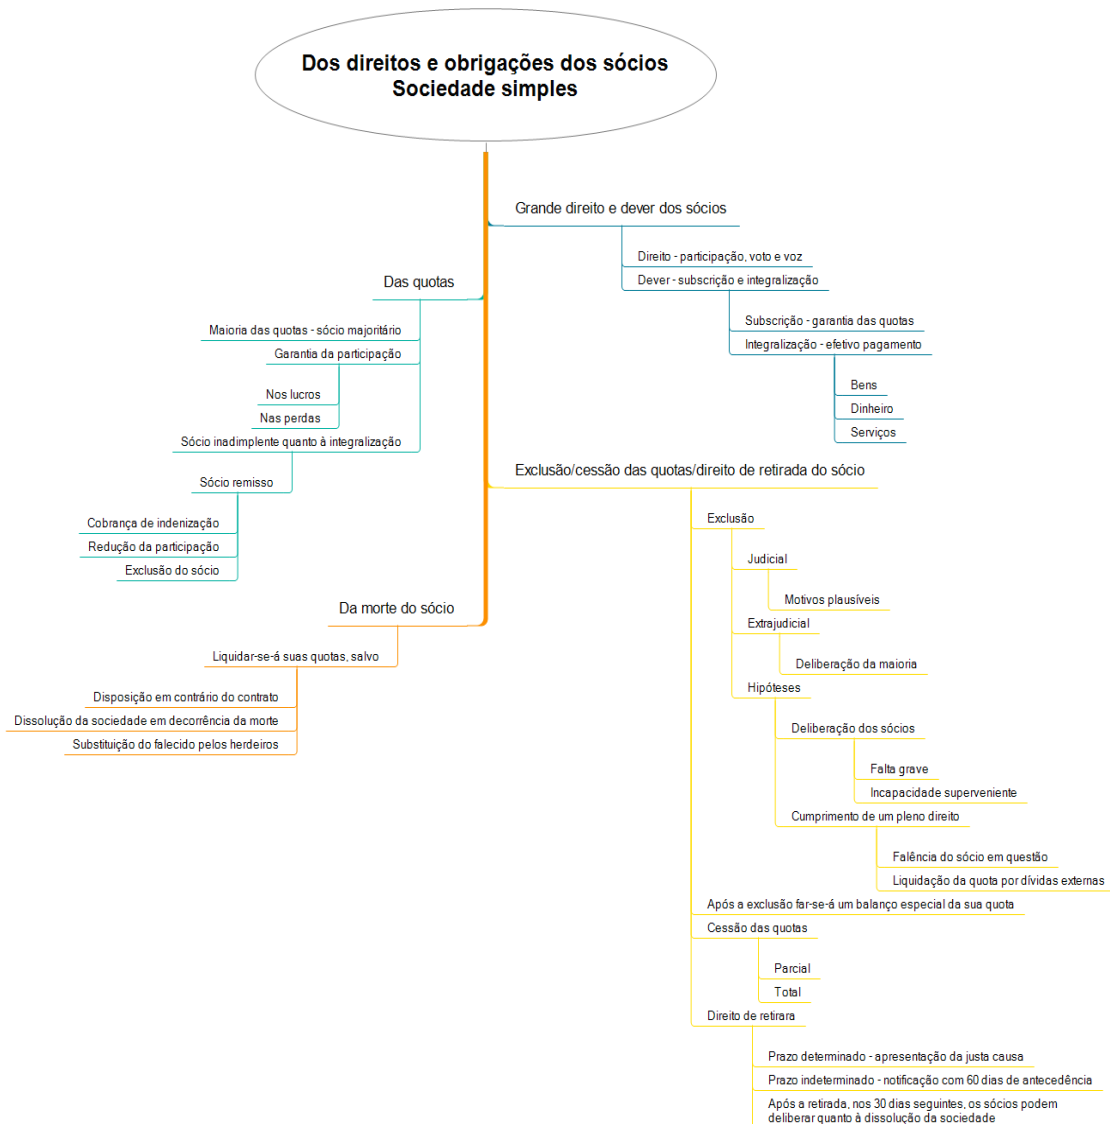 Dos direitos e obrigações dos sócios
Sociedade simples
Grande direito e dever dos sócios
Direito - participação, voto e voz
Dever - subscrição e integralização
Subscrição - garantia das quotas
Integralização - efetivo pagamento
Bens
Dinheiro
Serviços
Das quotas
Maioria das quotas - sócio majoritário
Garantia da participação
Nos lucros
Nas perdas
Sócio inadimplente quanto à integralização
Sócio remisso
Cobrança de indenização
Redução da participação
Exclusão do sócio
Exclusão/cessão das quotas/direito de retirada do sócio
Exclusão
Judicial
Motivos plausíveis
Extrajudicial
Deliberação da maioria
Hipóteses
Deliberação dos sócios
Falta grave
Incapacidade superveniente
Cumprimento de um pleno direito
Falência do sócio em questão
Liquidação da quota por dívidas externas
Após a exclusão far-se-á um balanço especial da sua quota
Cessão das quotas
Parcial
Total
Direito de retirara
Prazo determinado - apresentação da justa causa
Prazo indeterminado - notificação com 60 dias de antecedência
Após a retirada, nos 30 dias seguintes, os sócios podem
deliberar quanto à dissolução da sociedade
Da morte do sócio
Liquidar-se-á suas quotas, salvo
Disposição em contrário do contrato
Dissolução da sociedade em decorrência da morte
Substituição do falecido pelos herdeiros